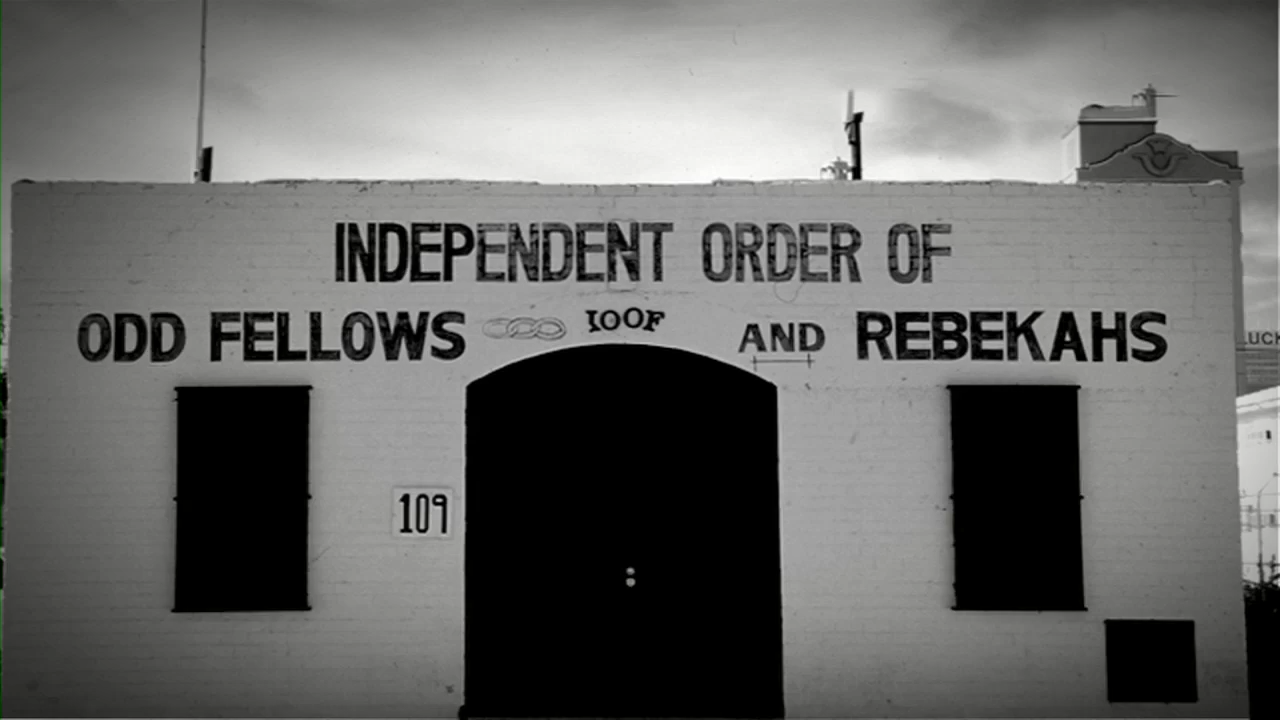 INDEPENDENT ORDER OF
ODD FELLOWS IOOF AND REBEKAHS
109